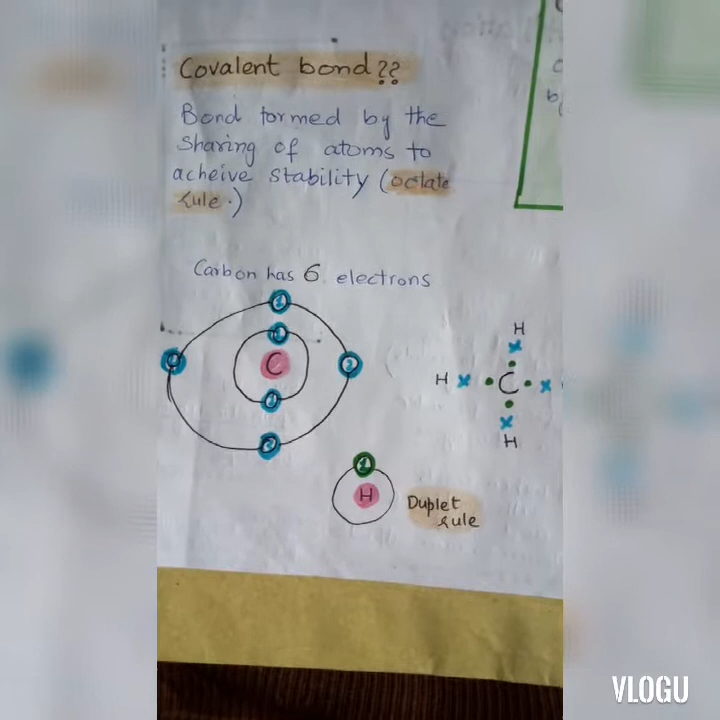 Covalent bond??
Bond formed by the
sharing of atoms to
acheive stability (octate
rule.)
Carbon has 6. electrons
C
H
H C
H
H
Duplet
rule
VLOGU